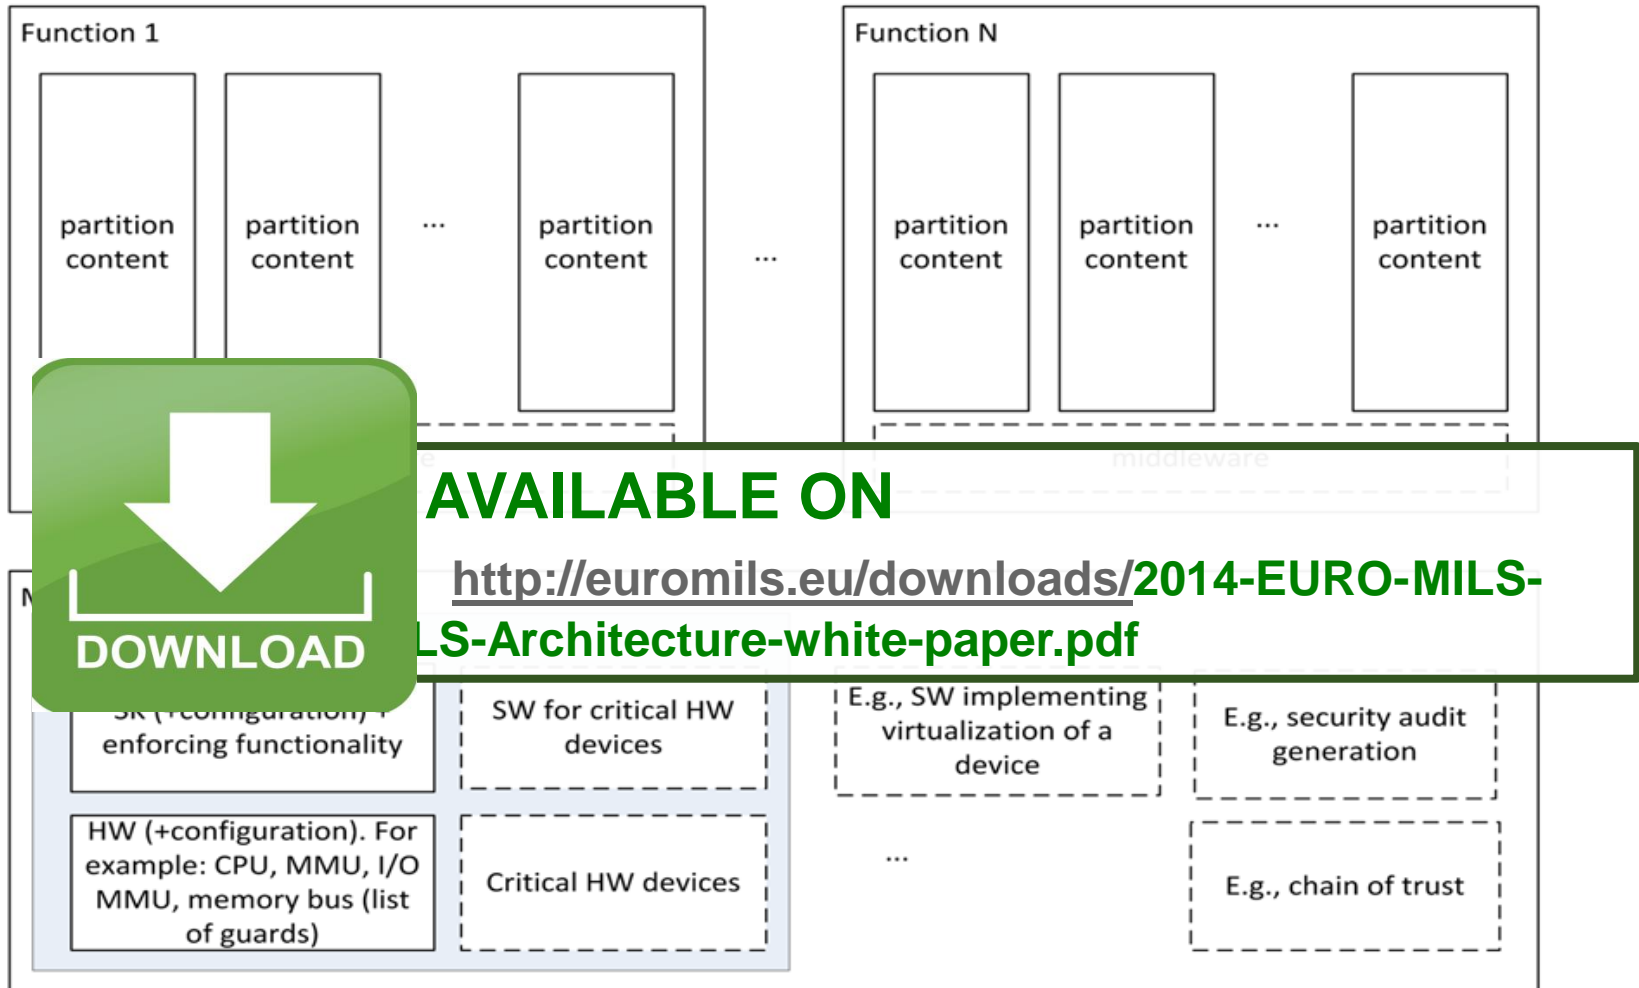 Function 1
Function N
partition
content
partition
content
...
partition
content
...
partition
content
partition
content
...
partition
content
middleware
AVAILABLE ON
http://euromils.eu/downloads/2014-EURO-MILS-
LS-Architecture-white-paper.pdf
DOWNLOAD
SK (+configuration) +
enforcing functionality
SW for critical HW
devices
E.g., SW implementing
virtualization of a
device
E.g., security audit
generation
HW (+configuration). For
example: CPU, MMU, I/O
MMU, memory bus (list
of guards)
Critical HW devices
...
E.g., chain of trust